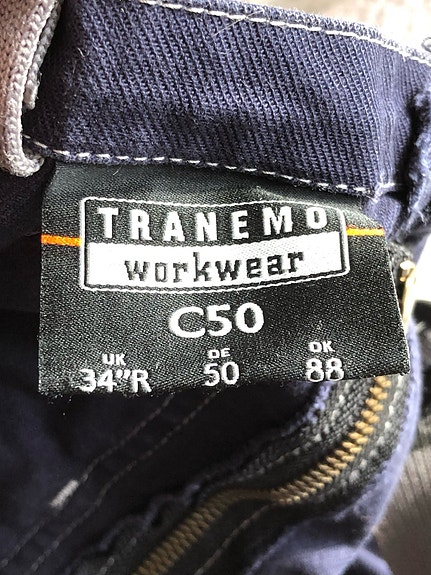 TRANEMO
workwear
C50
UK DE DK
34"R 50 88